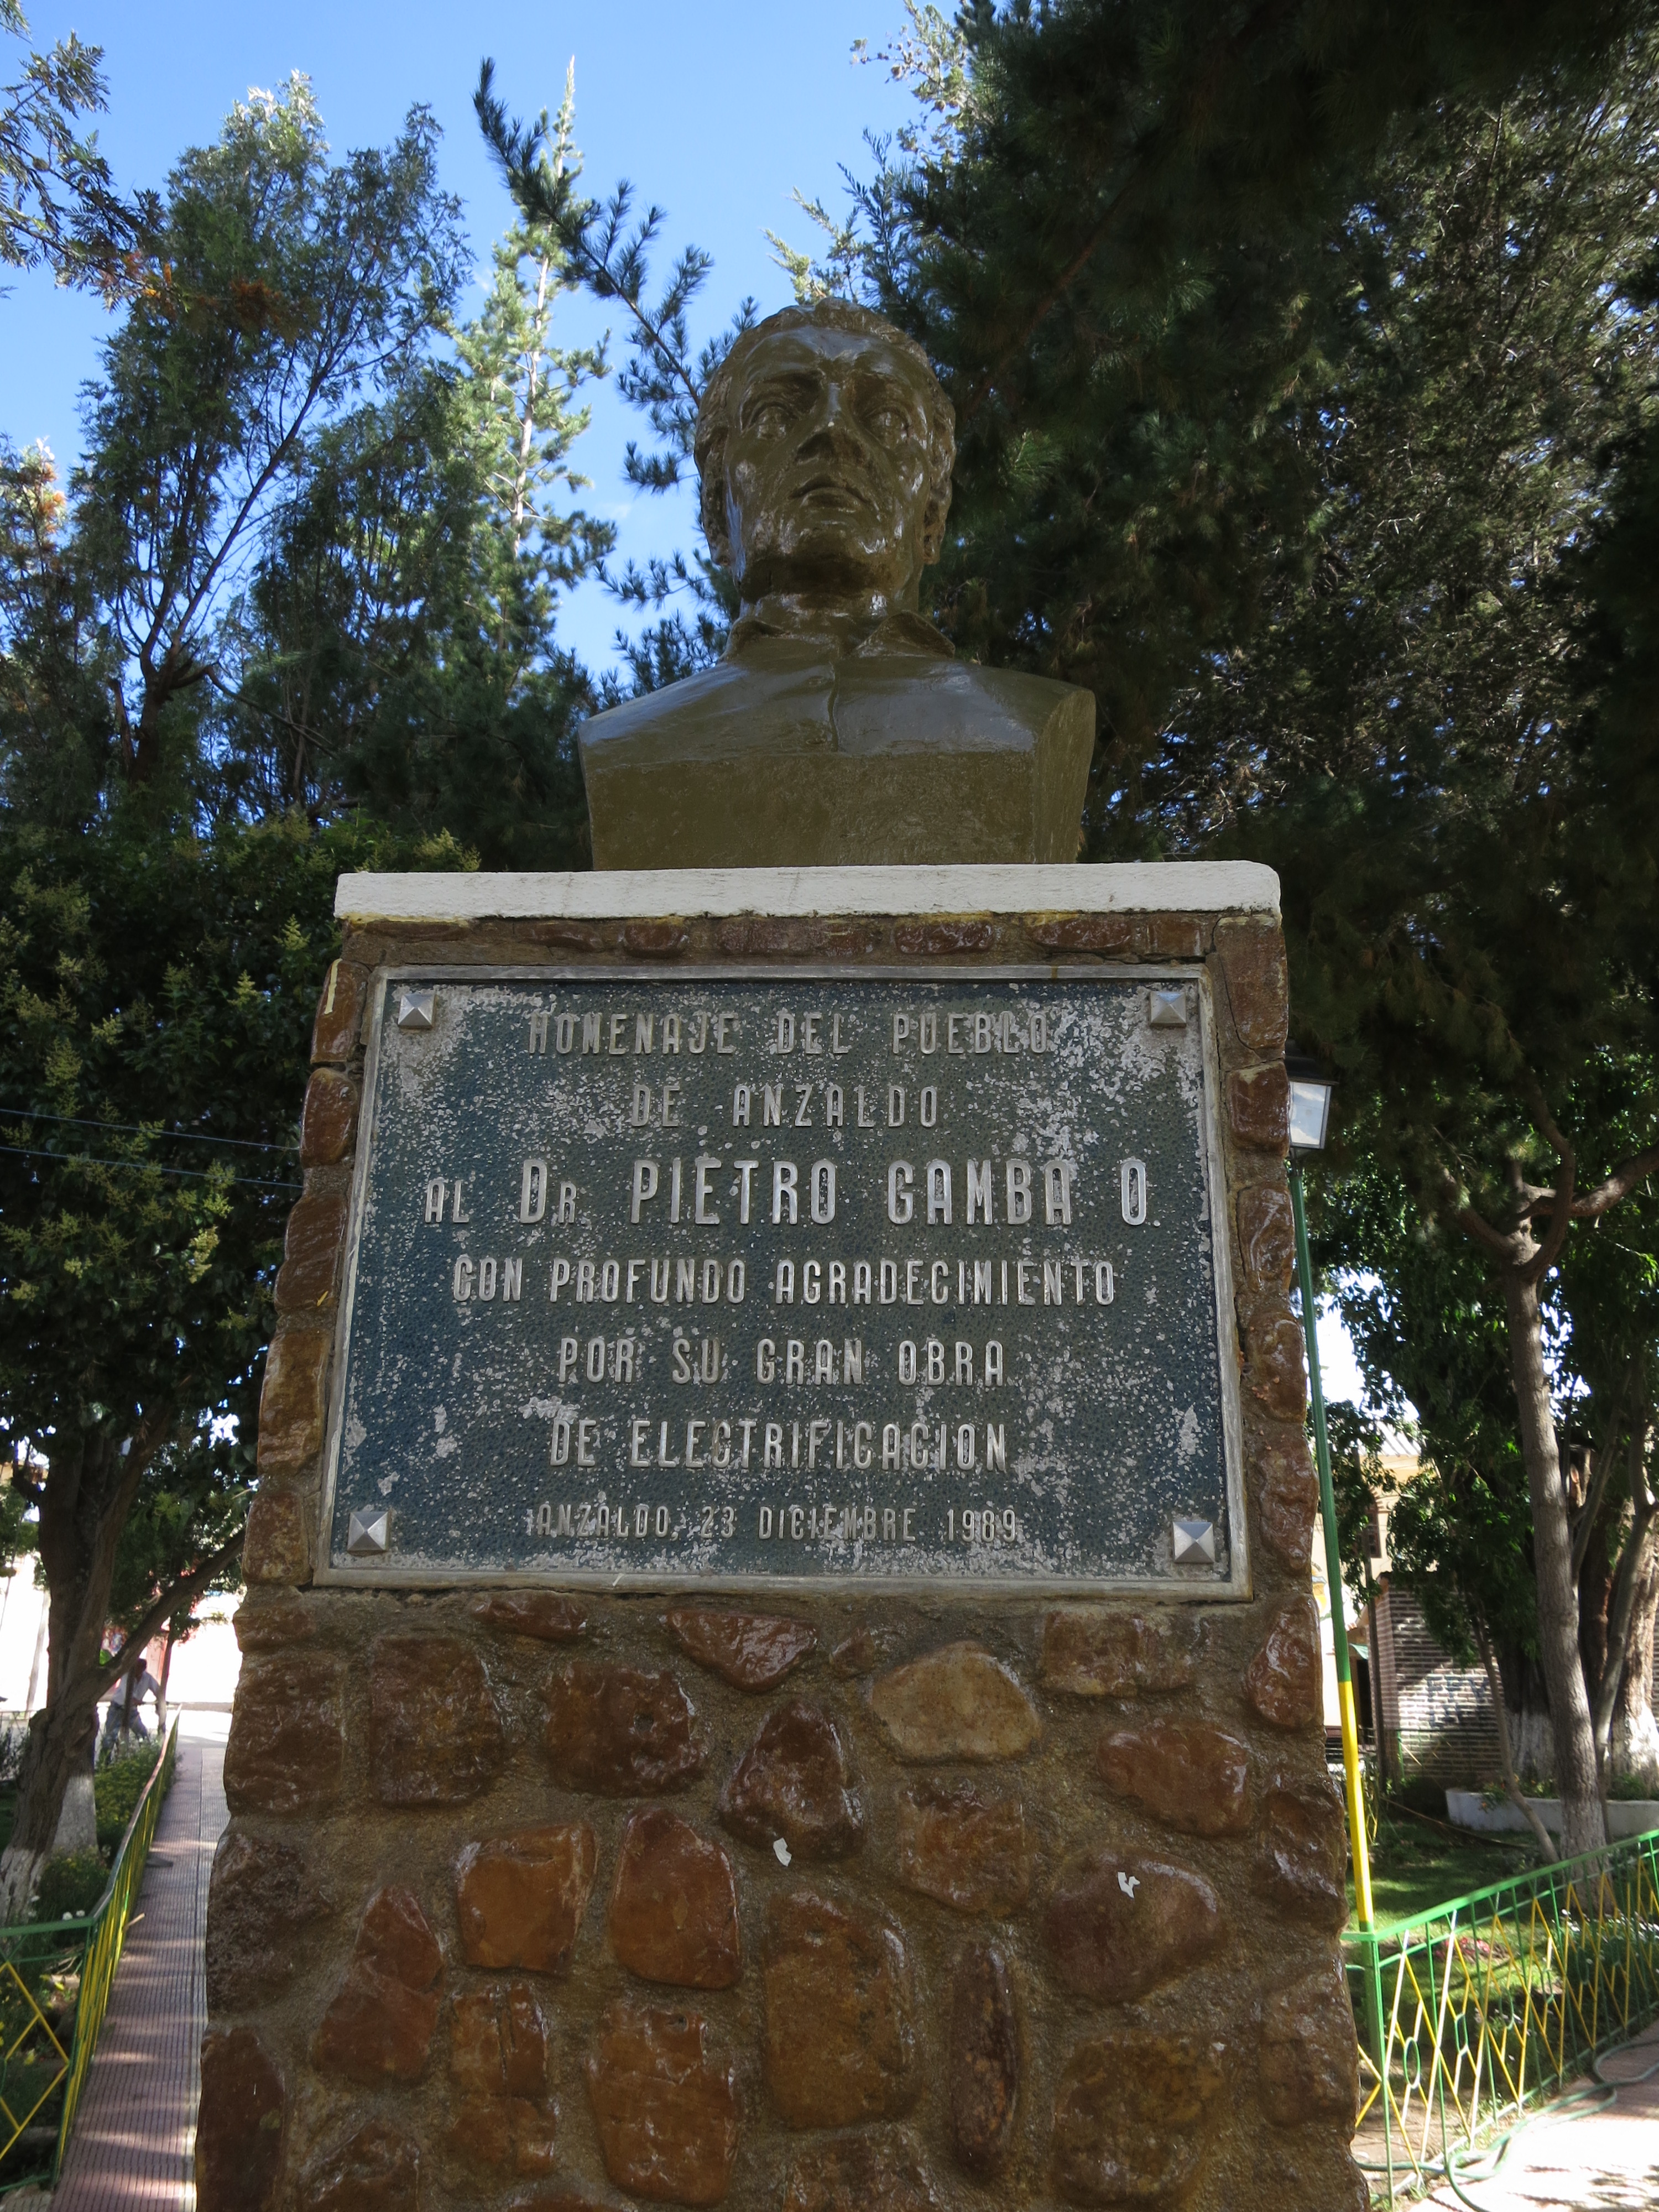 HOMENAJE DEL PUEBLO
DE ANZALDO
AL DR. PIETRO GAMBA O
CON PROFUNDO AGRADECIMIENTO
POR SU GRAN OBRA
DE ELECTRIFICACION
ANZALDO, 23 DICIEMBRE 1989